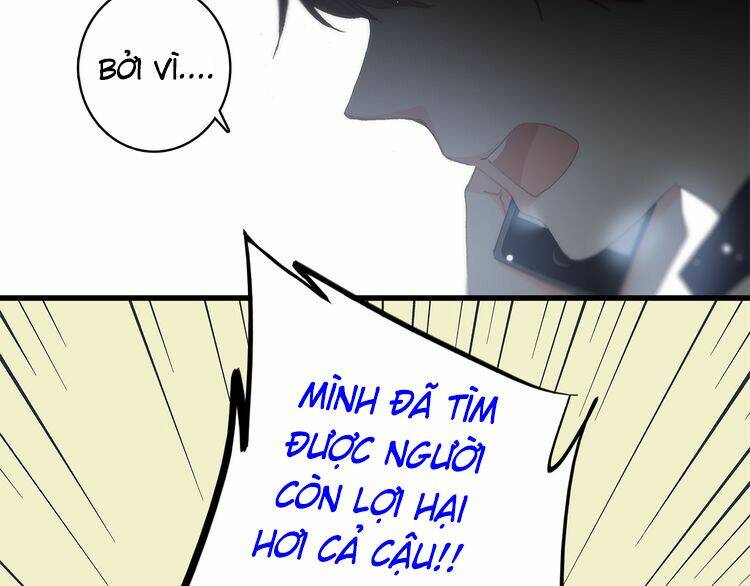 BỞI VÌ....
MÌNH ĐÃ TÌM
ĐƯỢC NGƯỜI
CÒN LỢI HẠI
HƠI CẢ CẬU!!